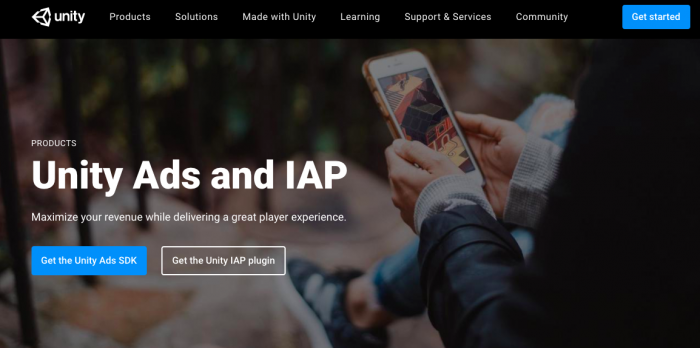 unity
Products
Solutions
Made with Unity
Learning
Support & Services
Community
Get started
PRODUCTS
Unity Ads and IAP
Maximize your revenue while delivering a great player experience.
Get the Unity Ads SDK
Get the Unity IAP plugin